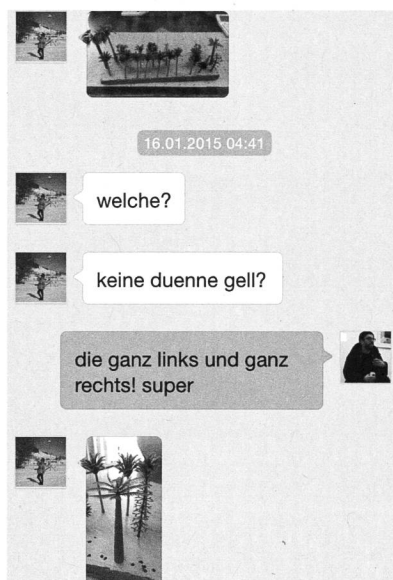 16.01.2015 04:41
welche?
keine duenne gell?
die ganz links und ganz
rechts! super